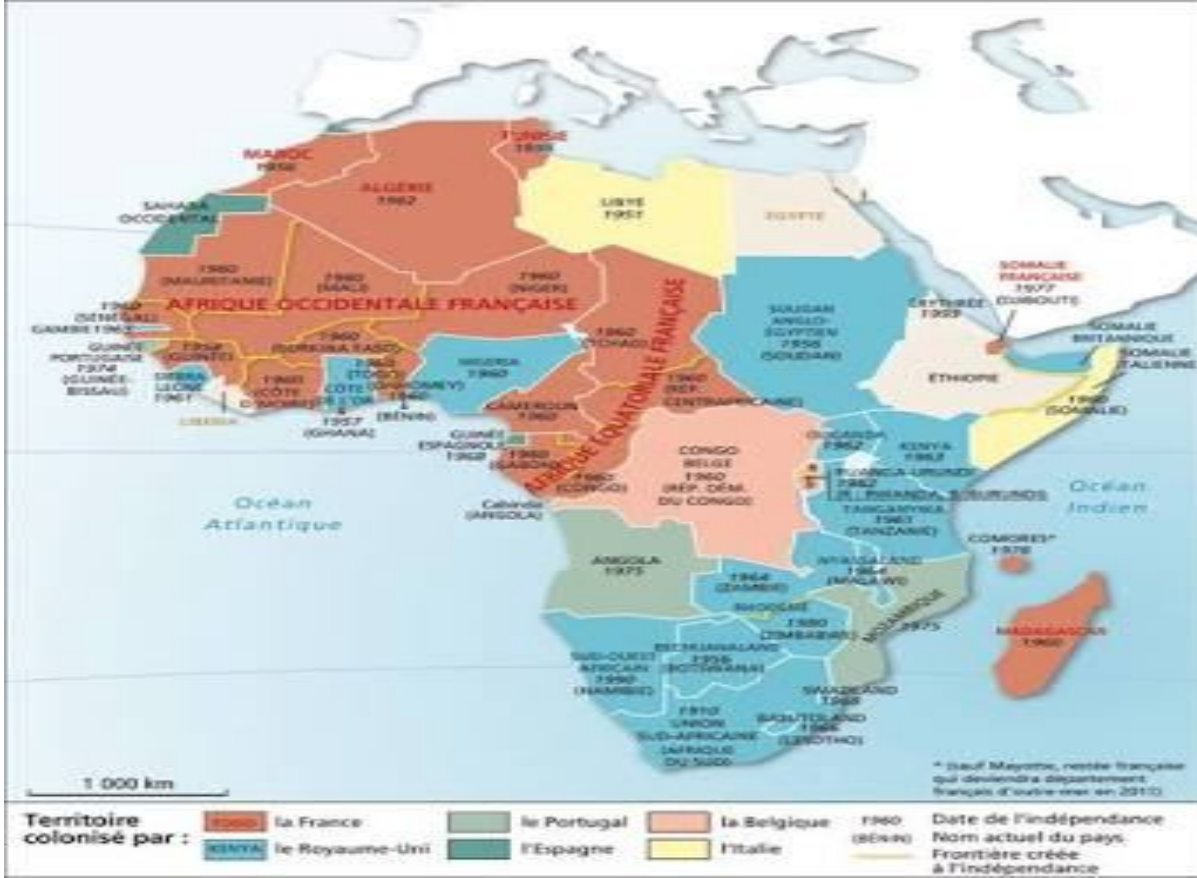 MAROC
1956
TUNISIE
ALGÉRIE
1962
SAHARA
OCCIDENTAL
LIBYE
1951
ÉGYPTE
1960
(MAURITANIE)
1960
(MALI)
1960
(NIGER)
AFRIQUE OCCIDENTALE FRANÇAISE
1960
(SÉNÉGAL)
GAMBIE
GUINÉE
PORTUGAISE
1974
(GUINÉE-
BISSAU)
(GUINÉE)
SIERRA
LEONE
1961
LIBERIA
1960
(CÔTE
D'IVOIRE)
(BURKINA FASO)
CÔTE
DE L'OR
1957
(GHANA)
(TOGO)
(DAHOMEY)
(BÉNIN)
NIGERIA
1960
1960
(TCHAD)
AFRIQUE ÉQUATORIALE FRANÇAISE
1960
(RÉP.
CENTRAFRICAINE)
CAMEROUN
1960
GUINÉE
ESPAGNOLE
1968
1960
(GABON)
1960
(CONGO)
Cabinda
(ANGOLA)
SOUDAN
ANGLO-
ÉGYPTIEN
1956
(SOUDAN)
ÉRYTHRÉE
SOMALIE
FRANÇAISE
1977
(DJIBOUTI)
SOMALIE
BRITANNIQUE
SOMALIE
ITALIENNE
1960
(SOMALIE)
ÉTHIOPIE
OUGANDA
1962
KENYA
CONGO
BELGE
1960
(RÉP. DÉM.
DU CONGO)
RUANDA-URUNDI
1962
TANGANYIKA
1961
(TANZANIE)
Océan
Atlantique
Océan
Indien
COMORES*
ANGOLA
1975
1964
(ZAMBIE)
NYASSALAND
1964
(MALAWI)
RHODÉSIE
1980
(ZIMBABWE)
MOZAMBIQUE
1975
MADAGASCAR
1960
SUD-OUEST
AFRICAIN
1990
(NAMIBIE)
BECHUANALAND
(BOTSWANA)
SWAZILAND
1968
BASUTOLAND
1966
(LESOTHO)
1910
UNION
SUD-AFRICAINE
(AFRIQUE
DU SUD)
* (sauf Mayotte, restée française
qui deviendra département
français d'outre-mer en 2011).
1 000 km
Territoire
colonisé par :
TOGO la France
KENYA le Royaume-Uni
le Portugal
l'Espagne
la Belgique
l'Italie
1960 Date de l'indépendance
(BÉNIN) Nom actuel du pays
Frontière créée
à l'indépendance